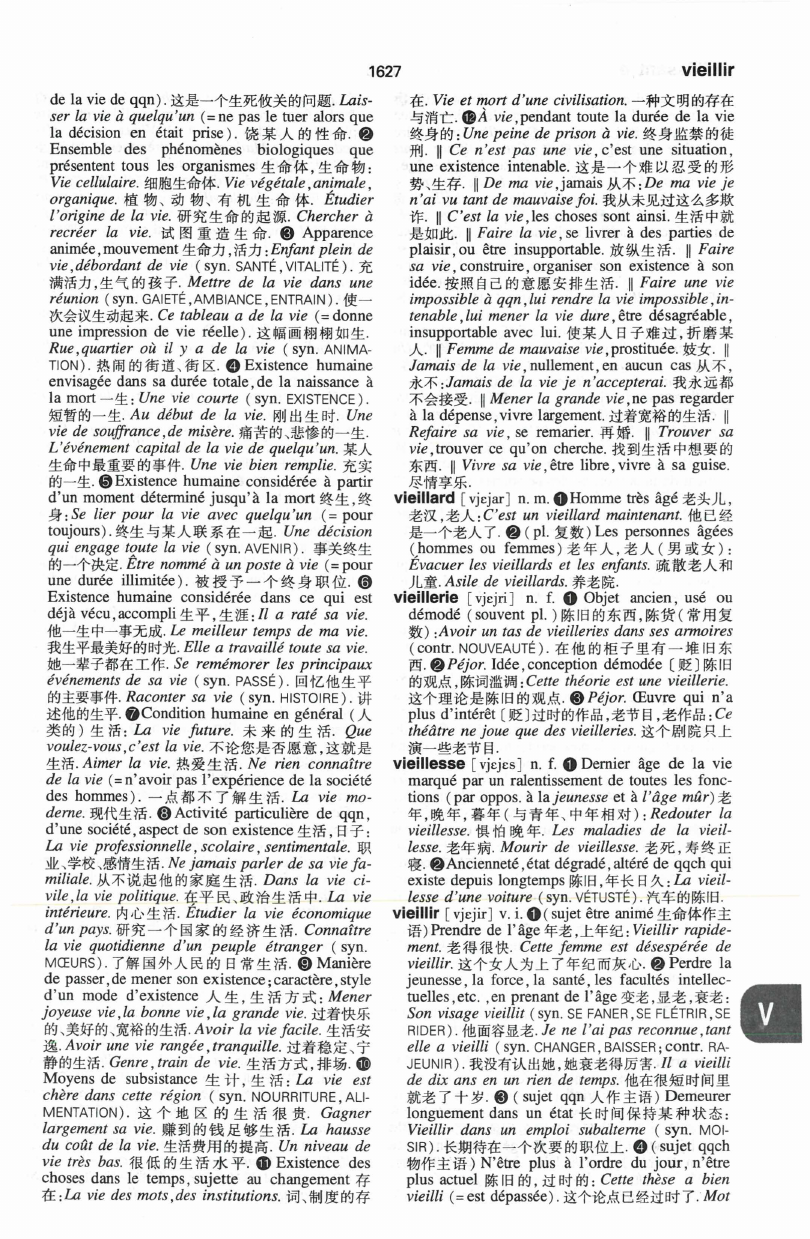 1627
vieillir
de la vie de qqn). 这是一个生死攸关的问题. Lais-
ser la vie à quelqu'un (= ne pas le tuer alors que
la décision en était prise). 饶某人的性命. ❷
Ensemble des phénomènes biologiques que
présentent tous les organismes 生命体,生命物:
Vie cellulaire. 细胞生命体. Vie végétale,animale,
organique. 植物、动物、有机生命体. Étudier
l'origine de la vie. 研究生命的起源. Chercher à
recréer la vie. 试图重造生命. ❸ Apparence
animée,mouvement 生命力,活力:Enfant plein de
vie,débordant de vie (syn. SANTÉ,VITALITÉ). 充
满活力,生气的孩子. Mettre de la vie dans une
réunion (syn. GAIETÉ,AMBIANCE,ENTRAIN). 使一
次会议生动起来. Ce tableau a de la vie (= donne
une impression de vie réelle). 这幅画栩栩如生.
Rue,quartier où il y a de la vie (syn. ANIMA-
TION). 热闹的街道、街区. ❹ Existence humaine
envisagée dans sa durée totale,de la naissance à
la mort 一生:Une vie courte (syn. EXISTENCE).
短暂的一生. Au début de la vie. 刚出生时. Une
vie de souffrance,de misère. 痛苦的、悲惨的一生.
L'événement capital de la vie de quelqu'un. 某人
生命中最重要的事件. Une vie bien remplie. 充实
的一生. ❺ Existence humaine considérée à partir
d'un moment déterminé jusqu'à la mort 终生,终
身:Se lier pour la vie avec quelqu'un (= pour
toujours). 终生与某人联系在一起. Une décision
qui engage toute la vie (syn. AVENIR). 事关终生
的一个决定. Être nommé à un poste à vie (= pour
une durée illimitée). 被授予一个终身职位. ❻
Existence humaine considérée dans ce qui est
déjà vécu,accompli 生平,生涯:Il a raté sa vie.
他一生中一事无成. Le meilleur temps de ma vie.
我生平最美好的时光. Elle a travaillé toute sa vie.
她一辈子都在工作. Se remémorer les principaux
événements de sa vie (syn. PASSÉ). 回忆他生平
的主要事件. Raconter sa vie (syn. HISTOIRE). 讲
述他的生平. ❼ Condition humaine en général (人
类的) 生活: La vie future. 未来的生活. Que
voulez-vous,c'est la vie. 不论您是否愿意,这就是
生活. Aimer la vie. 热爱生活. Ne rien connaître
de la vie (= n'avoir pas l'expérience de la société
des hommes). 一点都不了解生活. La vie mo-
derne. 现代生活. ❽ Activité particulière de qqn,
d'une société,aspect de son existence 生活,日子:
La vie professionnelle, scolaire, sentimentale. 职
业、学校、感情生活. Ne jamais parler de sa vie fa-
miliale. 从不说起他的家庭生活. Dans la vie ci-
vile,la vie politique. 在平民、政治生活中. La vie
intérieure. 内心生活. Étudier la vie économique
d'un pays. 研究一个国家的经济生活. Connaître
la vie quotidienne d'un peuple étranger (syn.
MŒURS). 了解国外人民的日常生活. ❾ Manière
de passer,de mener son existence;caractère,style
d'un mode d'existence 人生,生活方式: Mener
joyeuse vie,la bonne vie,la grande vie. 过着快乐
的、美好的、宽裕的生活. Avoir la vie facile. 生活安
逸. Avoir une vie rangée,tranquille. 过着稳定、宁
静的生活. Genre,train de vie. 生活方式,排场. ❿
Moyens de subsistance 生计,生活: La vie est
chère dans cette région (syn. NOURRITURE, ALI-
MENTATION). 这个地区的生活很贵. Gagner
largement sa vie. 赚到的钱足够生活. La hausse
du coût de la vie. 生活费用的提高. Un niveau de
vie très bas. 很低的生活水平. ⓫ Existence des
choses dans le temps,sujette au changement 存
在:La vie des mots,des institutions. 词、制度的存
在. Vie et mort d'une civilisation. 一种文明的存在
与消亡. ⓬ À vie,pendant toute la durée de la vie
终身的:Une peine de prison à vie. 终身监禁的徒
刑. ‖ Ce n'est pas une vie, c'est une situation,
une existence intenable. 这是一个难以忍受的形
势、生存. ‖ De ma vie,jamais 从不:De ma vie je
n'ai vu tant de mauvaise foi. 我从未见过这么多欺
诈. ‖ C'est la vie,les choses sont ainsi. 生活中就
是如此. ‖ Faire la vie, se livrer à des parties de
plaisir,ou être insupportable. 放纵生活. ‖ Faire
sa vie, construire, organiser son existence à son
idée. 按照自己的意愿安排生活. ‖ Faire une vie
impossible à qqn,lui rendre la vie impossible,in-
tenable,lui mener la vie dure,être désagréable,
insupportable avec lui. 使某人日子难过,折磨某
人. ‖ Femme de mauvaise vie,prostituée. 妓女. ‖
Jamais de la vie,nullement,en aucun cas 从不,
永不:Jamais de la vie je n'accepterai. 我永远都
不会接受. ‖ Mener la grande vie,ne pas regarder
à la dépense,vivre largement. 过着宽裕的生活. ‖
Refaire sa vie, se remarier. 再婚. ‖ Trouver sa
vie,trouver ce qu'on cherche. 找到生活中想要的
东西. ‖ Vivre sa vie,être libre,vivre à sa guise.
尽情享乐.
vieillard [vjɛjar] n. m. ❶ Homme très âgé 老头儿,
老汉,老人:C'est un vieillard maintenant. 他已经
是一个老人了. ❷ (pl. 复数) Les personnes âgées
(hommes ou femmes) 老年人,老人(男或女):
Évacuer les vieillards et les enfants. 疏散老人和
儿童. Asile de vieillards. 养老院.
vieillerie [vjɛjri] n. f. ❶ Objet ancien, usé ou
démodé (souvent pl.) 陈旧的东西,陈货(常用复
数):Avoir un tas de vieilleries dans ses armoires
(contr. NOUVEAUTÉ). 在他的柜子里有一堆旧东
西. ❷ Péjor. Idée,conception démodée〔贬〕陈旧
的观点,陈词滥调:Cette théorie est une vieillerie.
这个理论是陈旧的观点. ❸ Péjor. Œuvre qui n'a
plus d'intérêt〔贬〕过时的作品,老节目,老作品:Ce
théâtre ne joue que des vieilleries. 这个剧院只上
演一些老节目.
vieillesse [vjɛjɛs] n. f. ❶ Dernier âge de la vie
marqué par un ralentissement de toutes les fonc-
tions (par oppos. à la jeunesse et à l'âge mûr) 老
年,晚年,暮年(与青年、中年相对): Redouter la
vieillesse. 惧怕晚年. Les maladies de la vieil-
lesse. 老年病. Mourir de vieillesse. 老死,寿终正
寝. ❷ Ancienneté,état dégradé,altéré de qqch qui
existe depuis longtemps 陈旧,年长日久:La vieil-
lesse d'une voiture (syn. VÉTUSTÉ). 汽车的陈旧.
vieillir [vjɛjir] v. i. ❶ (sujet être animé 生命体作主
语) Prendre de l'âge 年老,上年纪:Vieillir rapide-
ment. 老得很快. Cette femme est désespérée de
vieillir. 这个女人为上了年纪而灰心. ❷ Perdre la
jeunesse, la force, la santé, les facultés intellec-
tuelles,etc. ,en prenant de l'âge 变老,显老,衰老:
Son visage vieillit (syn. SE FANER,SE FLÉTRIR,SE
RIDER). 他面容显老. Je ne l'ai pas reconnue,tant
elle a vieilli (syn. CHANGER,BAISSER;contr. RA-
JEUNIR). 我没有认出她,她衰老得厉害. Il a vieilli
de dix ans en un rien de temps. 他在很短时间里
就老了十岁. ❸ (sujet qqn 人作主语) Demeurer
longuement dans un état 长时间保持某种状态:
Vieillir dans un emploi subalterne (syn. MOI-
SIR). 长期待在一个次要的职位上. ❹ (sujet qqch
物作主语) N'être plus à l'ordre du jour, n'être
plus actuel 陈旧的,过时的: Cette thèse a bien
vieilli (= est dépassée). 这个论点已经过时了. Mot
V